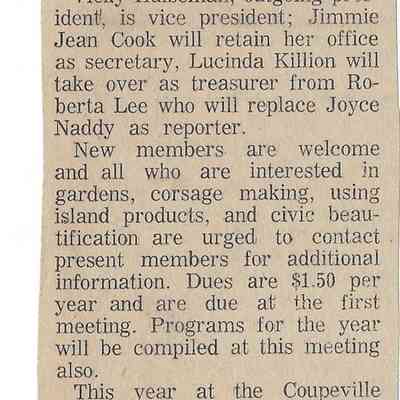 ident, is vice president; Jimmie
Jean Cook will retain her office
as secretary, Lucinda Killion will
take over as treasurer from Ro-
berta Lee who will replace Joyce
Naddy as reporter.
New members are welcome
and all who are interested in
gardens, corsage making, using
island products, and civic beau-
tification are urged to contact
present members for additional
information. Dues are $1.50 per
year and are due at the first
meeting. Programs for the year
will be compiled at this meeting
also.
This year at the Coupeville